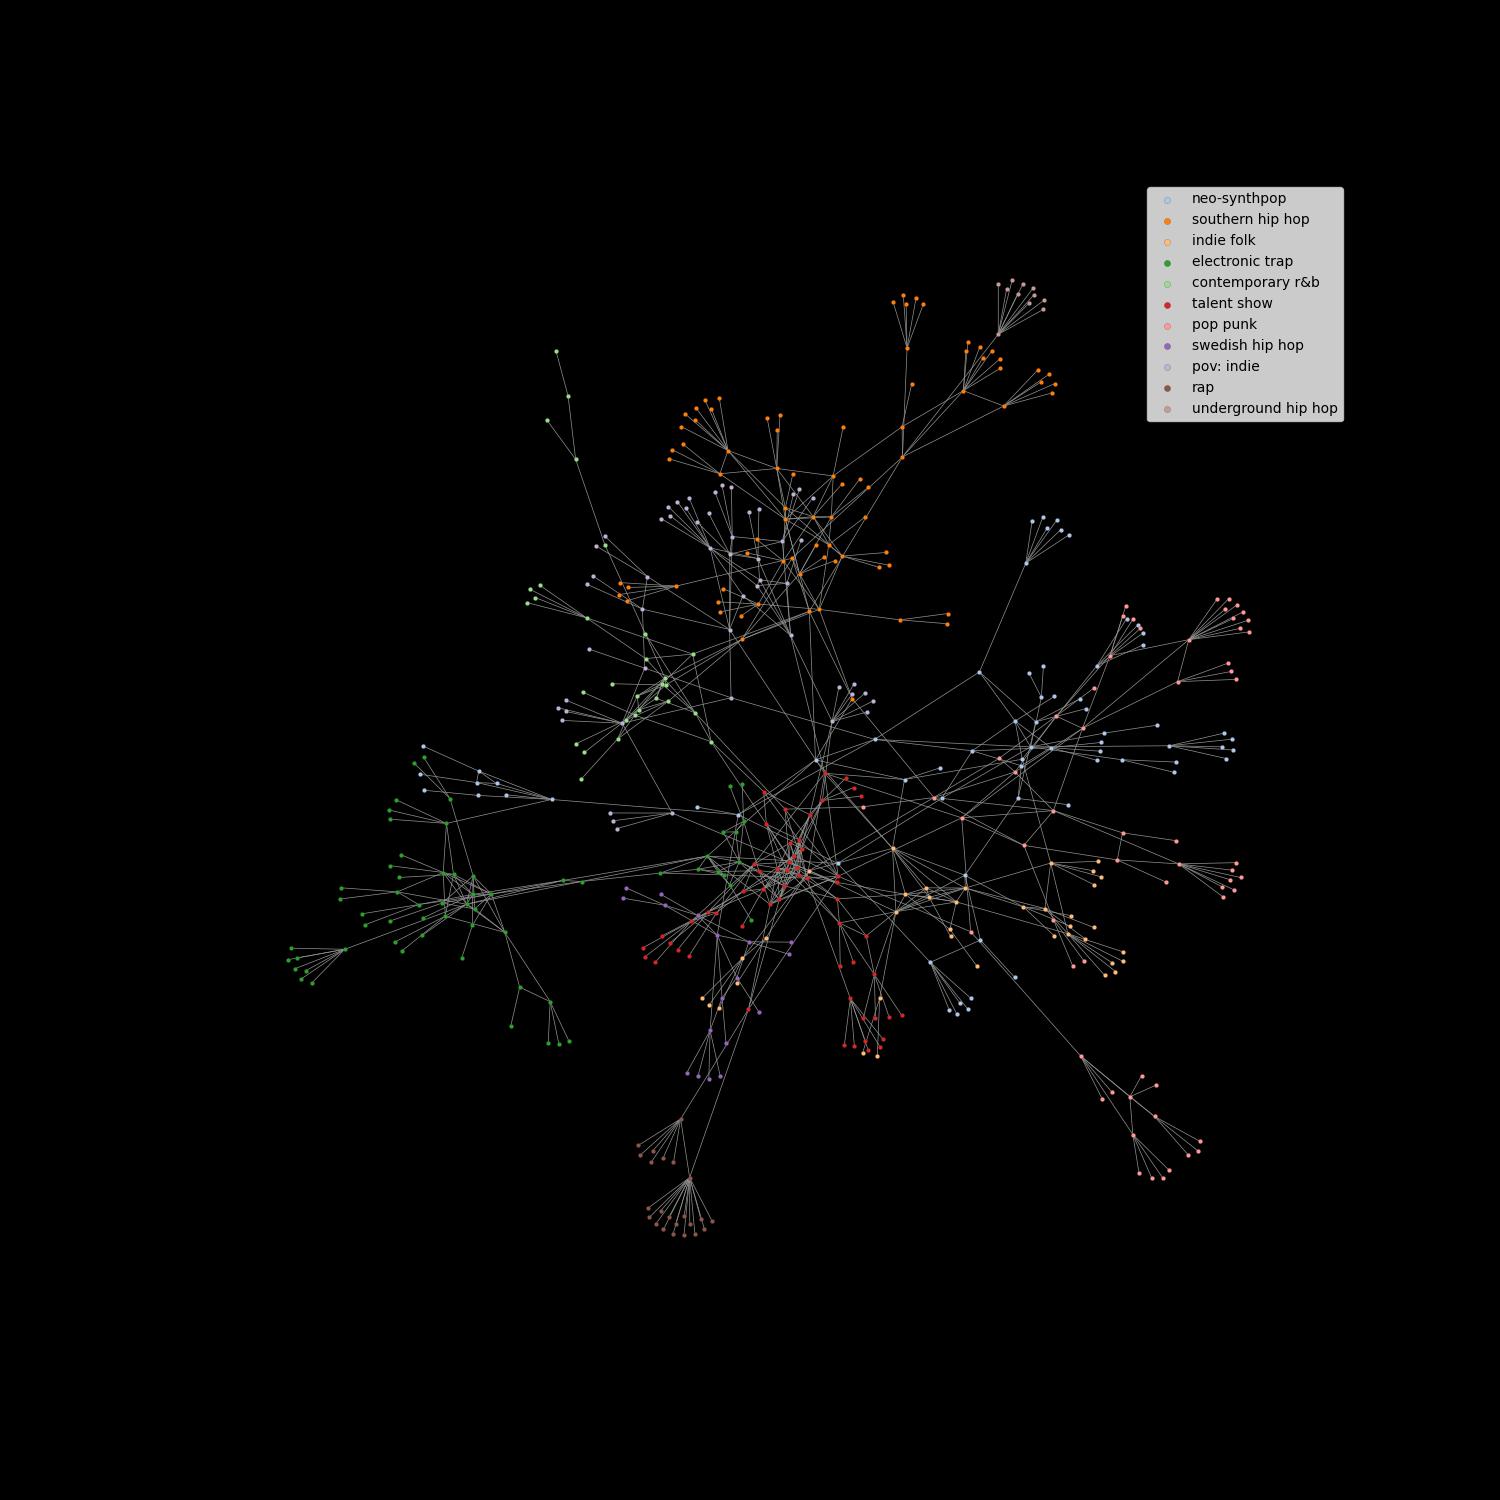 neo-synthpop
southern hip hop
indie folk
electronic trap
contemporary r&b
talent show
pop punk
swedish hip hop
pov: indie
rap
underground hip hop